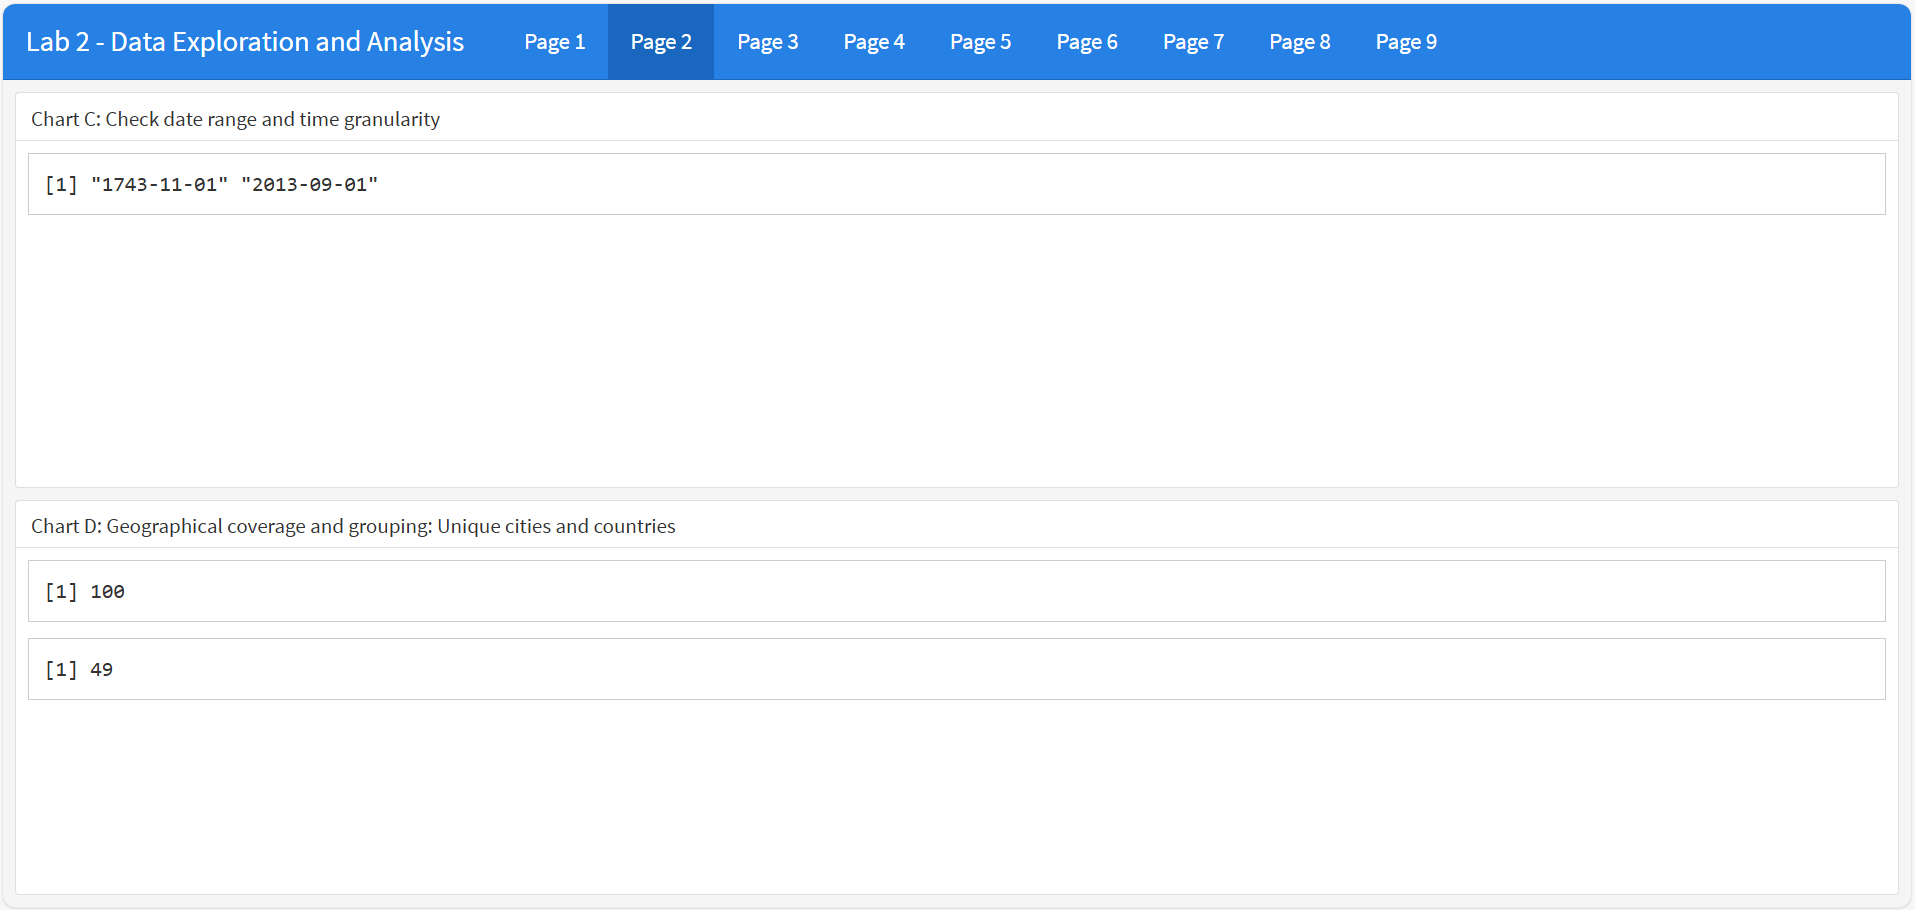 Lab 2 - Data Exploration and Analysis Page 1 Page 2 Page 3 Page 4 Page 5 Page 6 Page 7 Page 8 Page 9
Chart C: Check date range and time granularity
[1] "1743-11-01" "2013-09-01"
Chart D: Geographical coverage and grouping: Unique cities and countries
[1] 100
[1] 49